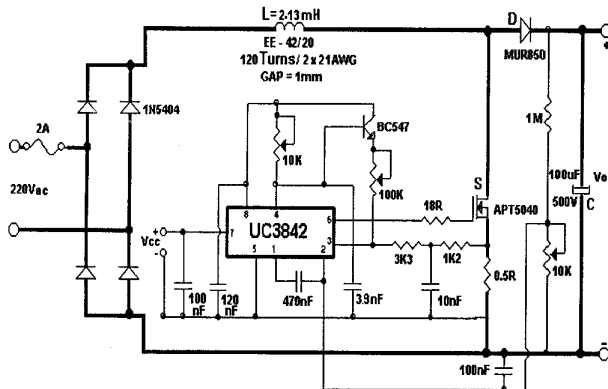 L=2.13mH
EE - 42/20
120 Turns/ 2 x 21AWG
GAP = 1mm
D
MUR850
+
1N5404
2A
220Vac
BC547
10K
100K
1M
100uF
500V
Vo
C
S
APT5040
18R
8
4
6
UC3842
7
3
5
1
2
Vcc
+
-
3K3
1K2
0.5R
10K
100
nF
120
nF
470nF
3.9nF
10nF
100nF
-